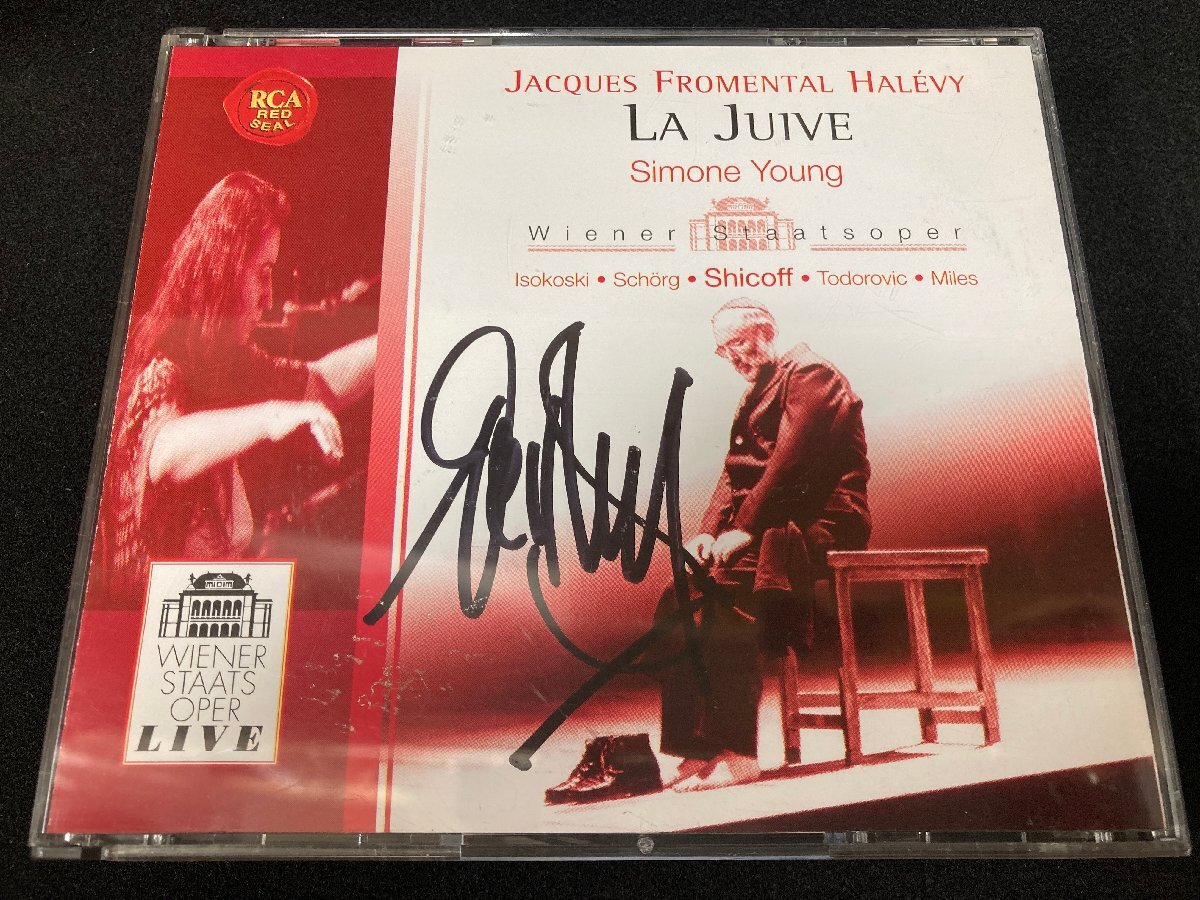 RCA
RED
SEAL
JACQUES FROMENTAL HALÉVY
LA JUIVE
Simone Young
Wiener Staatsoper
Isokoski • Schörg • Shicoff • Todorovic • Miles
WIENER
STAATS
OPER
LIVE